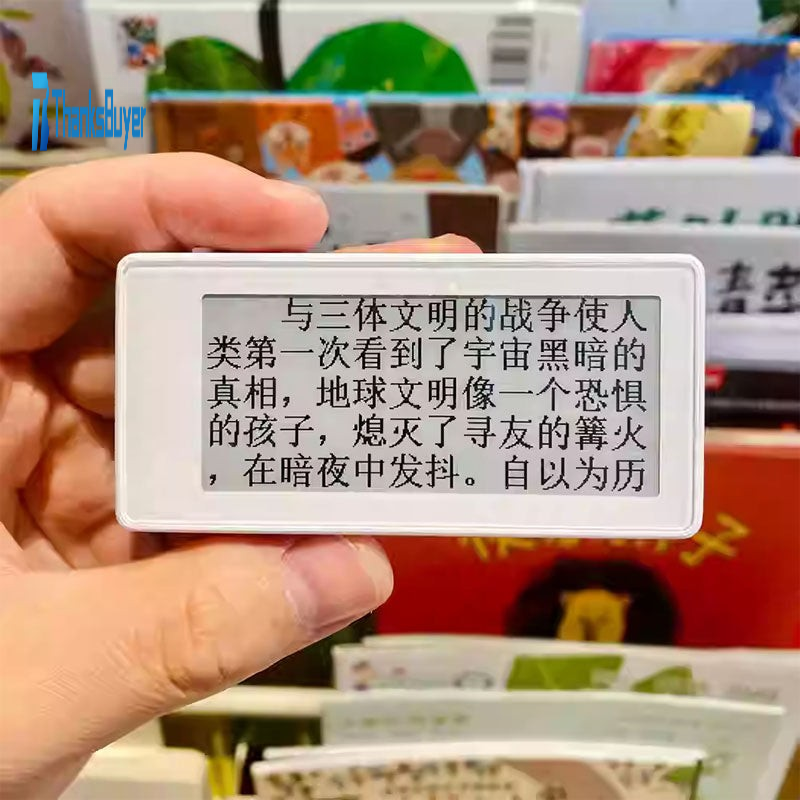 ThanksBuyer
与三体文明的战争使人
类第一次看到了宇宙黑暗的
真相，地球文明像一个恐惧
的孩子，熄灭了寻友的篝火
，在暗夜中发抖。自以为历